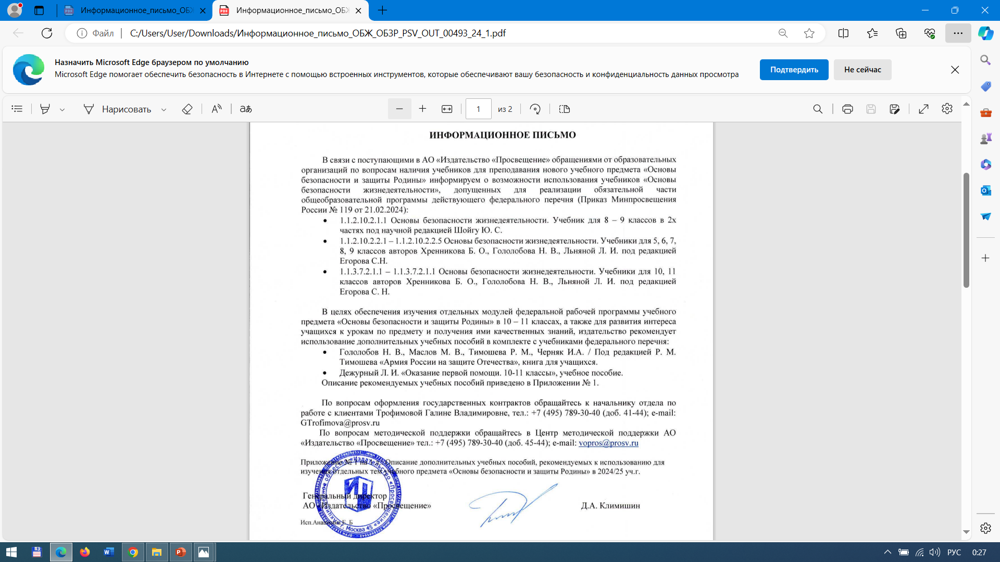 Информационное_письмо_ОБЖ
Информационное_письмо_ОБЖ
Файл
C:/Users/User/Downloads/Информационное_письмо_ОБЖ_ОБЗР_PSV_OUT_00493_24_1.pdf
Назначить Microsoft Edge браузером по умолчанию
Microsoft Edge помогает обеспечить безопасность в Интернете с помощью встроенных инструментов, которые обеспечивают вашу безопасность и конфиденциальность данных просмотра
Подтвердить
Не сейчас
Нарисовать
1 из 2
ИНФОРМАЦИОННОЕ ПИСЬМО
В связи с поступающими в АО «Издательство «Просвещение» обращениями от образовательных
организаций по вопросам наличия учебников для преподавания нового учебного предмета «Основы
безопасности и защиты Родины» информируем о возможности использования учебников «Основы
безопасности жизнедеятельности», допущенных для реализации обязательной части
общеобразовательной программы действующего федерального перечня (Приказ Минпросвещения
России № 119 от 21.02.2024):
• 1.1.2.10.2.1.1 Основы безопасности жизнедеятельности. Учебник для 8 – 9 классов в 2х
частях под научной редакцией Шойгу Ю. С.
• 1.1.2.10.2.2.1 – 1.1.2.10.2.2.5 Основы безопасности жизнедеятельности. Учебники для 5, 6, 7,
8, 9 классов авторов Хренникова Б. О., Гололобова Н. В., Льняной Л. И. под редакцией
Егорова С.Н.
• 1.1.3.7.2.1.1 – 1.1.3.7.2.1.1 Основы безопасности жизнедеятельности. Учебники для 10, 11
классов авторов Хренникова Б. О., Гололобова Н. В., Льняной Л. И. под редакцией
Егорова С. Н.
В целях обеспечения изучения отдельных модулей федеральной рабочей программы учебного
предмета «Основы безопасности и защиты Родины» в 10 – 11 классах, а также для развития интереса
учащихся к урокам по предмету и получения ими качественных знаний, издательство рекомендует
использование дополнительных учебных пособий в комплекте с учебниками федерального перечня:
• Гололобов Н. В., Маслов М. В., Тимошева Р. М., Черняк И.А. / Под редакцией Р. М.
Тимошева «Армия России на защите Отечества», книга для учащихся.
• Дежурный Л. И. «Оказание первой помощи. 10-11 классы», учебное пособие.
Описание рекомендуемых учебных пособий приведено в Приложении № 1.
По вопросам оформления государственных контрактов обращайтесь к начальнику отдела по
работе с клиентами Трофимовой Галине Владимировне, тел.: +7 (495) 789-30-40 (доб. 41-44); e-mail:
GTrofimova@prosv.ru
По вопросам методической поддержки обращайтесь в Центр методической поддержки АО
«Издательство «Просвещение» тел.: +7 (495) 789-30-40 (доб. 45-44); e-mail: vopros@prosv.ru
Приложение № 1 на 1 л. Описание дополнительных учебных пособий, рекомендуемых к использованию для
изучения отдельных тем учебного предмета «Основы безопасности и защиты Родины» в 2024/25 уч.г.
Генеральный директор
АО «Издательство «Просвещение»
Д.А. Климишин
Исп. Е. Б
Акционерное общество «Издательство «Просвещение»
г. Москва
ИП
РУС
0:27